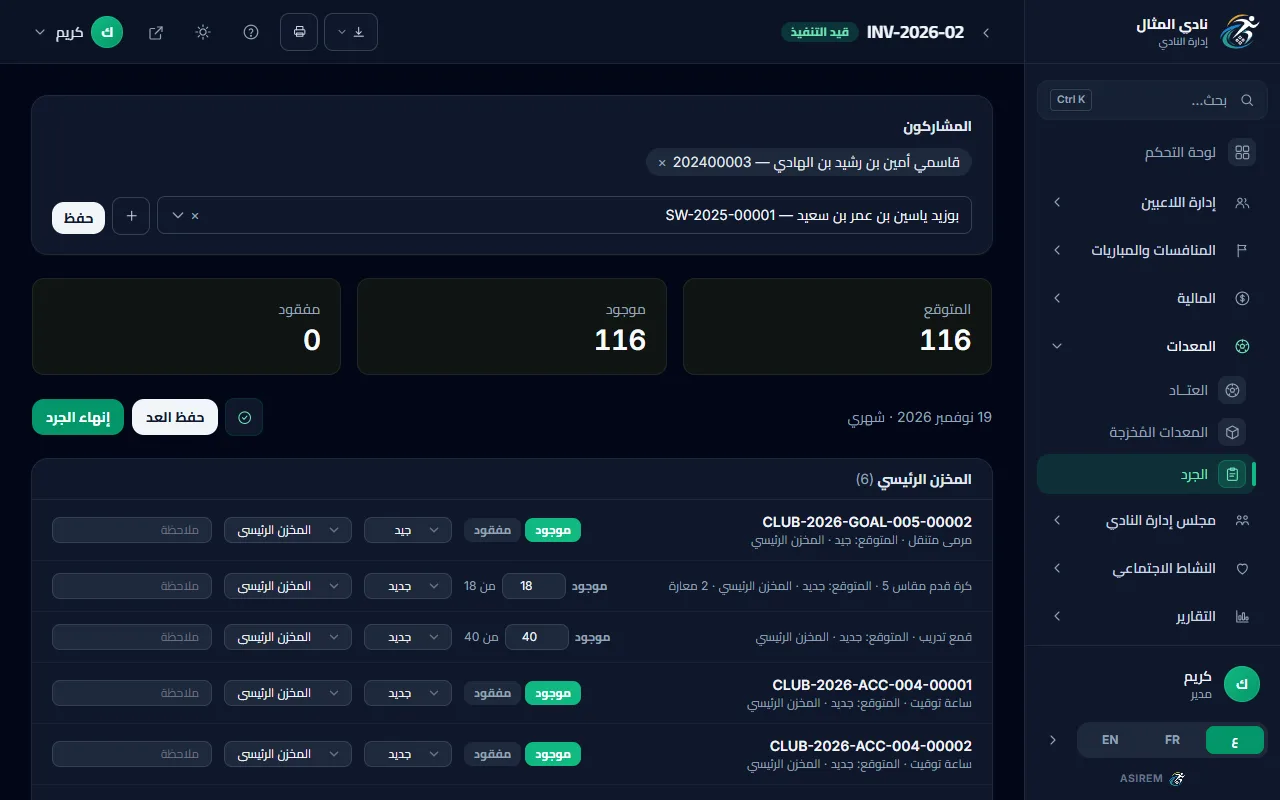 نادي المثال
إدارة النادي
بحث...
Ctrl K
لوحة التحكم
إدارة اللاعبين
المنافسات والمباريات
المالية
المعدات
العتــاد
المعدات المُخرَجة
الجرد
مجلس إدارة النادي
النشاط الاجتماعي
التقارير
كريم
مدير
ك
ع
FR
EN
ASIREM
INV-2026-02
قيد التنفيذ
ك
كريم
المشاركون
قاسمي أمين بن رشيد بن الهادي — 202400003 ×
بوزيد ياسين بن عمر بن سعيد — SW-2025-00001 ×
+
حفظ
المتوقع
116
موجود
116
مفقود
0
19 نوفمبر 2026 · شهري
حفظ العد
إنهاء الجرد
المخزن الرئيسي (6)
CLUB-2026-GOAL-005-00002
مرمى متنقل · المتوقع: جيد · المخزن الرئيسي
موجود مفقود جيد المخزن الرئيسي ملاحظة
كرة قدم مقاس 5 · المتوقع: جديد · المخزن الرئيسي · 2 معارة
موجود 18 من 18 جديد المخزن الرئيسي ملاحظة
قمع تدريب · المتوقع: جديد · المخزن الرئيسي
موجود 40 من 40 جديد المخزن الرئيسي ملاحظة
CLUB-2026-ACC-004-00001
ساعة توقيت · المتوقع: جديد · المخزن الرئيسي
موجود مفقود جديد المخزن الرئيسي ملاحظة
CLUB-2026-ACC-004-00002
ساعة توقيت · المتوقع: جديد · المخزن الرئيسي
موجود مفقود جديد المخزن الرئيسي ملاحظة